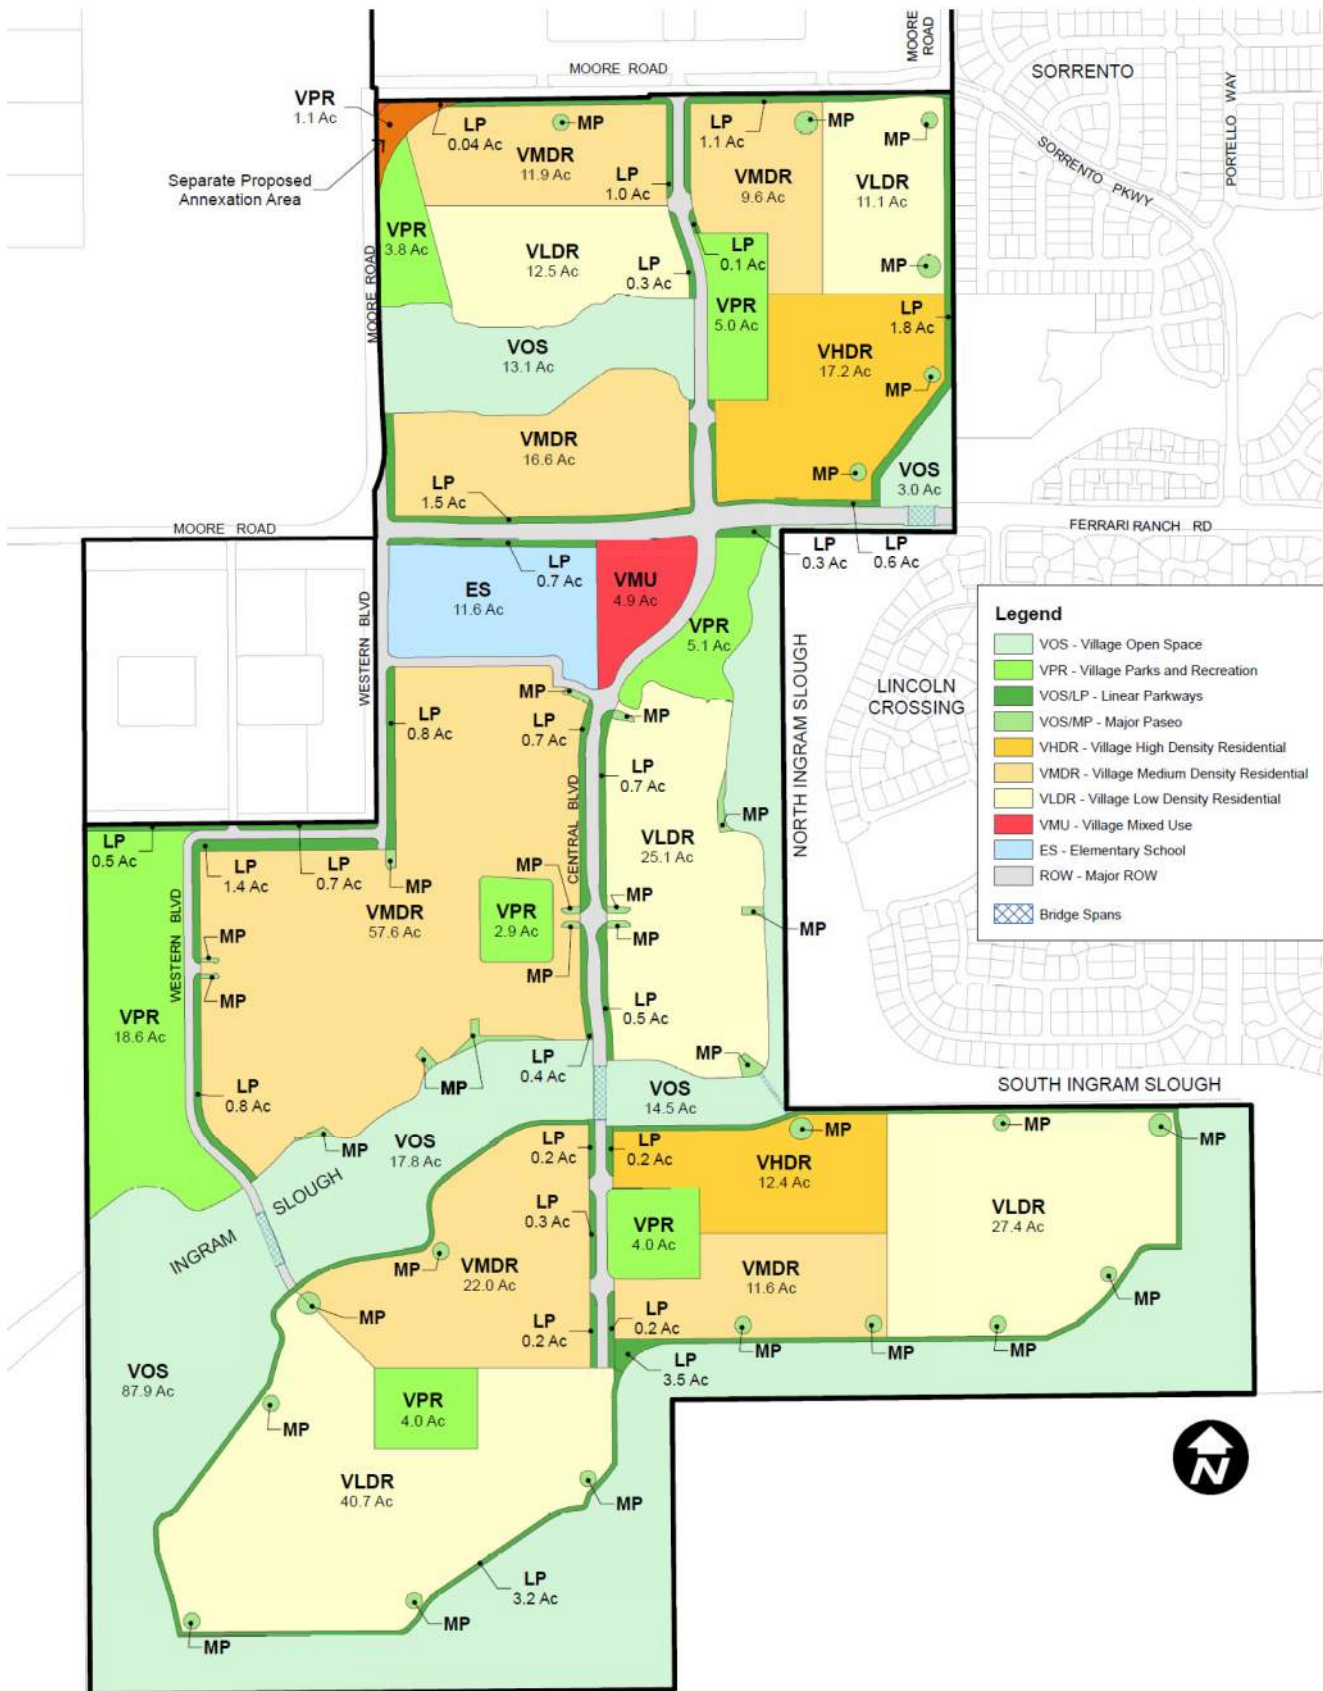 MOORE ROAD
MOORE ROAD
SORRENTO
PORTELLO WAY
SORRENTO PKWY
VPR
1.1 Ac
Separate Proposed
Annexation Area
LP
0.04 Ac
MP
VMDR
11.9 Ac
LP
1.0 Ac
LP
1.1 Ac
MP
MP
VMDR
9.6 Ac
VLDR
11.1 Ac
VPR
3.8 Ac
VLDR
12.5 Ac
LP
0.3 Ac
LP
0.1 Ac
MP
MOORE ROAD
VPR
5.0 Ac
LP
1.8 Ac
VOS
13.1 Ac
VHDR
17.2 Ac
MP
VMDR
16.6 Ac
MP
VOS
3.0 Ac
LP
1.5 Ac
MOORE ROAD
FERRARI RANCH RD
LP
0.3 Ac
LP
0.6 Ac
LP
0.7 Ac
ES
11.6 Ac
VMU
4.9 Ac
VPR
5.1 Ac
WESTERN BLVD
NORTH INGRAM SLOUGH
LINCOLN
CROSSING
Legend
VOS - Village Open Space
VPR - Village Parks and Recreation
VOS/LP - Linear Parkways
VOS/MP - Major Paseo
VHDR - Village High Density Residential
VMDR - Village Medium Density Residential
VLDR - Village Low Density Residential
VMU - Village Mixed Use
ES - Elementary School
ROW - Major ROW
Bridge Spans
MP
MP
LP
0.8 Ac
LP
0.7 Ac
LP
0.7 Ac
CENTRAL BLVD
VLDR
25.1 Ac
MP
LP
0.5 Ac
LP
1.4 Ac
LP
0.7 Ac
MP
MP
MP
VMDR
57.6 Ac
VPR
2.9 Ac
MP
MP
MP
MP
MP
WESTERN BLVD
VPR
18.6 Ac
LP
0.5 Ac
MP
LP
0.8 Ac
MP
LP
0.4 Ac
VOS
14.5 Ac
SOUTH INGRAM SLOUGH
MP
VOS
17.8 Ac
INGRAM SLOUGH
LP
0.2 Ac
LP
0.2 Ac
MP
MP
MP
VHDR
12.4 Ac
VLDR
27.4 Ac
LP
0.3 Ac
VPR
4.0 Ac
MP
VMDR
22.0 Ac
VMDR
11.6 Ac
MP
MP
LP
0.2 Ac
LP
0.2 Ac
MP
MP
MP
LP
3.5 Ac
VOS
87.9 Ac
VPR
4.0 Ac
MP
VLDR
40.7 Ac
MP
LP
3.2 Ac
MP
MP
N